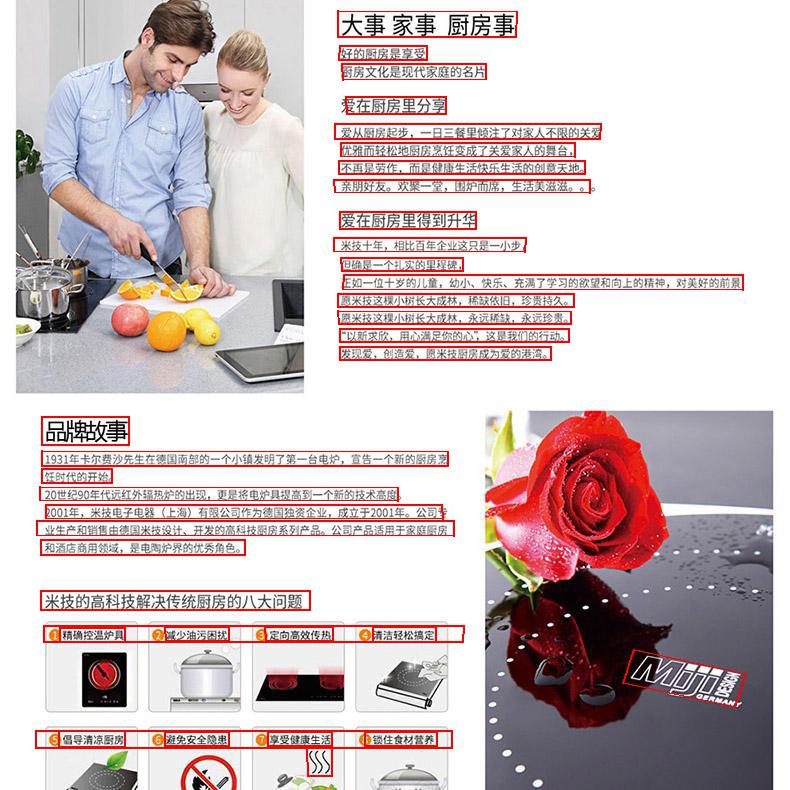 大事 家事 厨房事
好的厨房是享受
厨房文化是现代家庭的名片
爱在厨房里分享
爱从厨房起步，一日三餐里倾注了对家人不限的关爱
优雅而轻松地厨房烹饪变成了关爱家人的舞台，
不再是劳作，而是健康生活快乐生活的创意天地。
亲朋好友。欢聚一堂，围炉而席，生活美滋滋。。。
爱在厨房里得到升华
米技十年，相比百年企业这只是一小步，
但确是一个扎实的里程碑，
正如一位十岁的儿童，幼小、快乐、充满了学习的欲望和向上的精神，对美好的前景
愿米技这棵小树长大成林，稀缺依旧，珍贵持久。
愿米技这棵小树长大成林，永远稀缺，永远珍贵。
“以新求欣，用心满足你的心”，这是我们的行动。
发现爱，创造爱，愿米技厨房成为爱的港湾。
品牌故事
1931年卡尔费沙先生在德国南部的一个小镇发明了第一台电炉，宣告一个新的厨房烹
饪时代的开始。
20世纪90年代远红外辐热炉的出现，更是将电炉具提高到一个新的技术高度。
2001年，米技电子电器（上海）有限公司作为德国独资企业，成立于2001年。公司专
业生产和销售由德国米技设计、开发的高科技厨房系列产品。公司产品适用于家庭厨房
和酒店商用领域，是电陶炉界的优秀角色。
米技的高科技解决传统厨房的八大问题
1 精确控温炉具 2 减少油污困扰 3 定向高效传热 4 清洁轻松搞定
5 倡导清凉厨房 6 避免安全隐患 7 享受健康生活 8 锁住食材营养
Miji DESIGN
GERMANY